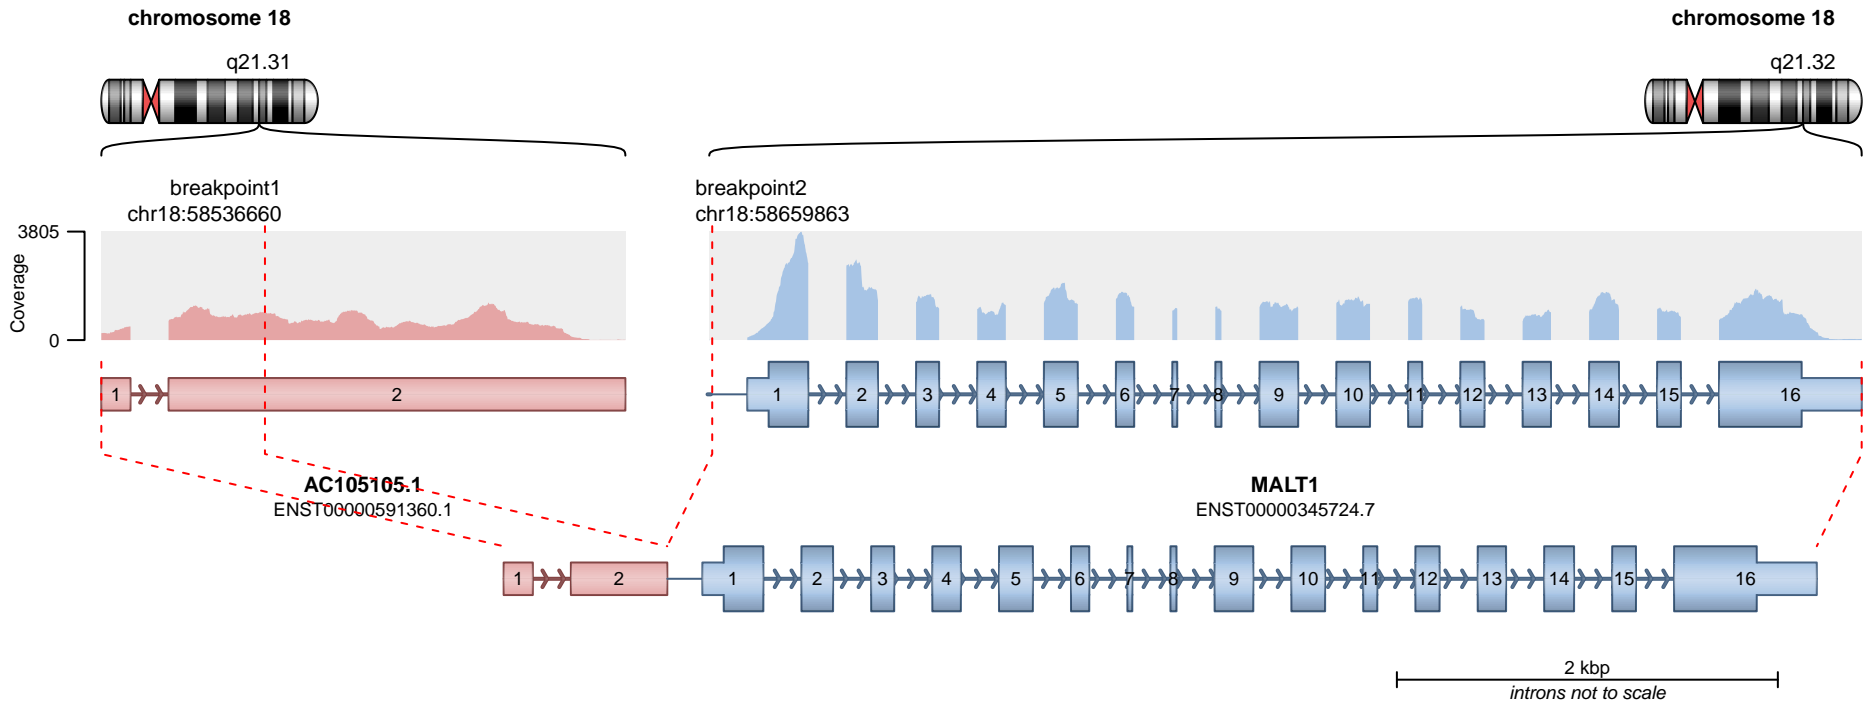 chromosome 18
chromosome 18
q21.31
q21.32
breakpoint1
chr18:58536660
breakpoint2
chr18:58659863
3805
Coverage
0
1 2
1 2 3 4 5 6 7 8 9 10 11 12 13 14 15 16
AC105105.1
ENST00000591360.1
MALT1
ENST00000345724.7
1 2 1 2 3 4 5 6 7 8 9 10 11 12 13 14 15 16
2 kbp
introns not to scale